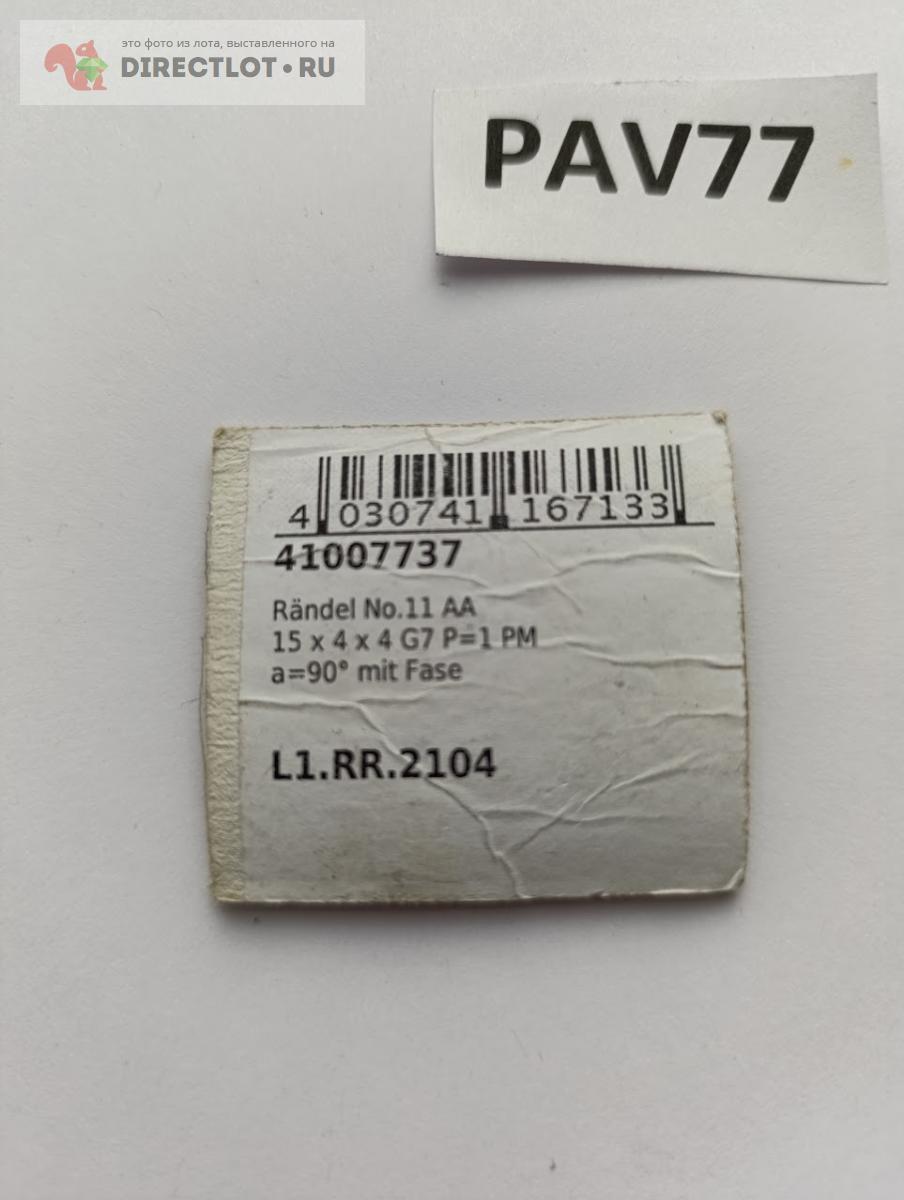 это фото из лота, выставленного на
DIRECTLOT•RU
PAV77
4 030741 167133
41007737
Rändel No.11 AA
15 x 4 x 4 G7 P=1 PM
a=90° mit Fase
L1.RR.2104